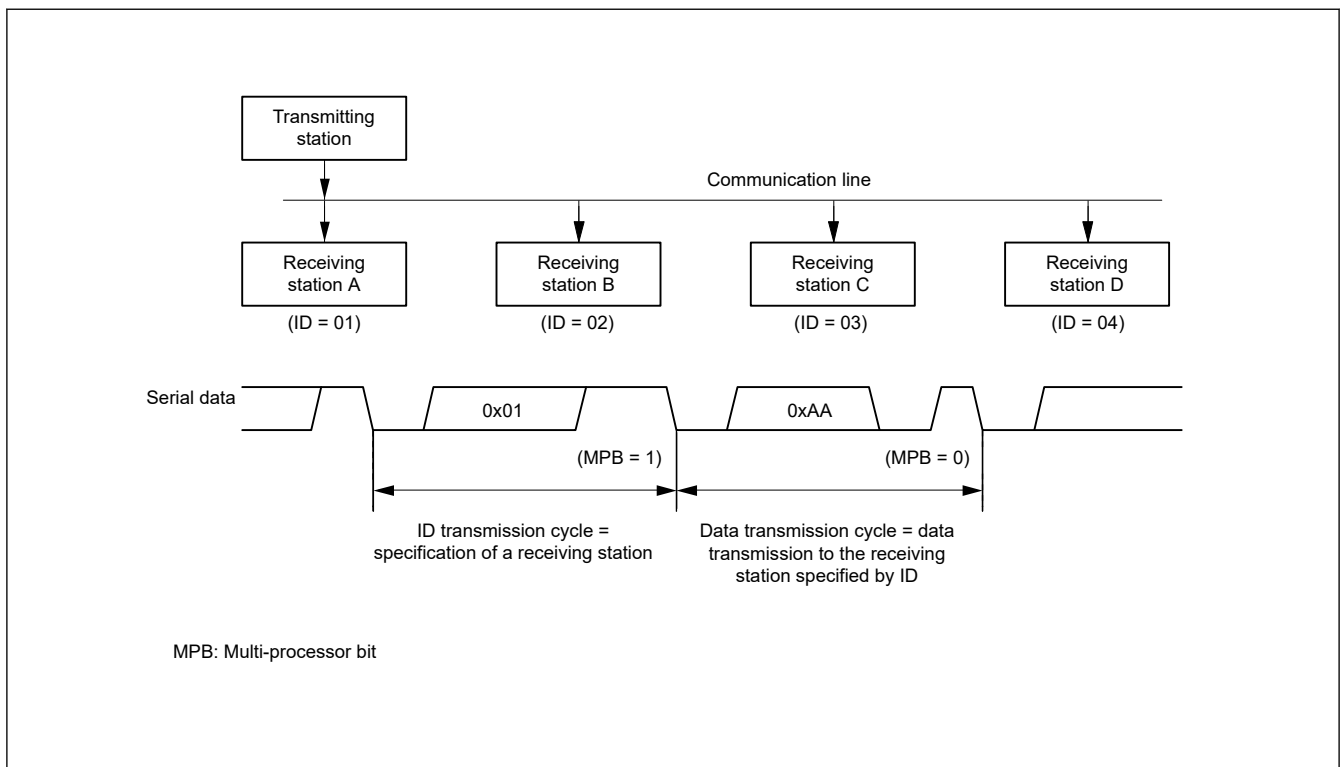 Transmitting
station
Communication line
Receiving
station A
Receiving
station B
Receiving
station C
Receiving
station D
(ID = 01)
(ID = 02)
(ID = 03)
(ID = 04)
Serial data
0x01
0xAA
(MPB = 1)
(MPB = 0)
ID transmission cycle =
specification of a receiving station
Data transmission cycle = data
transmission to the receiving
station specified by ID
MPB: Multi-processor bit